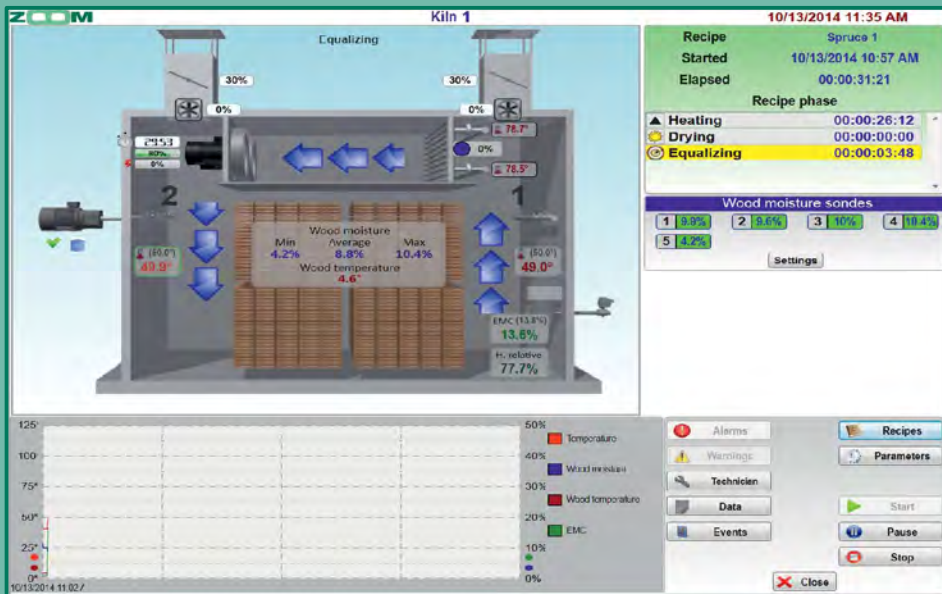 ZOOM
Kiln 1
10/13/2014 11:35 AM
Equalizing
30%
30%
0%
0%
29:53
80%
0%
78.7°
0%
78.5°
2
1
Wood moisture
Min Average Max
4.2% 8.8% 10.4%
Wood temperature
4.6°
(50.0°)
49.9°
(50.0°)
49.0°
EMC (13.8%)
13.6%
H. relative
77.7%
Recipe Spruce 1
Started 10/13/2014 10:57 AM
Elapsed 00:00:31:21
Recipe phase
Heating 00:00:26:12
Drying 00:00:00:00
Equalizing 00:00:03:48
Wood moisture sondes
1 9.9% 2 9.6% 3 10% 4 10.4%
5 4.2%
Settings
125°
100°
75°
50°
25°
0°
50%
40%
30%
20%
10%
0%
Temperature
Wood moisture
Wood temperature
EMC
10/13/2014 11:02
Alarms
Warnings
Technician
Data
Events
Recipes
Parameters
Start
Pause
Stop
Close